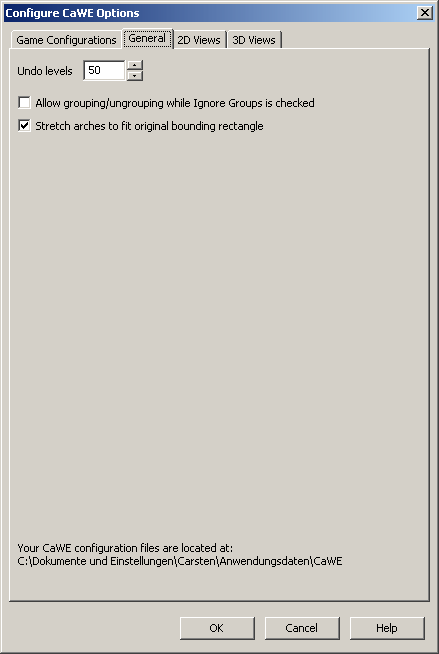 Configure CaWE Options
Game Configurations General 2D Views 3D Views
Undo levels 50
Allow grouping/ungrouping while Ignore Groups is checked
Stretch arches to fit original bounding rectangle
Your CaWE configuration files are located at:
C:\Dokumente und Einstellungen\Carsten\Anwendungsdaten\CaWE
OK Cancel Help